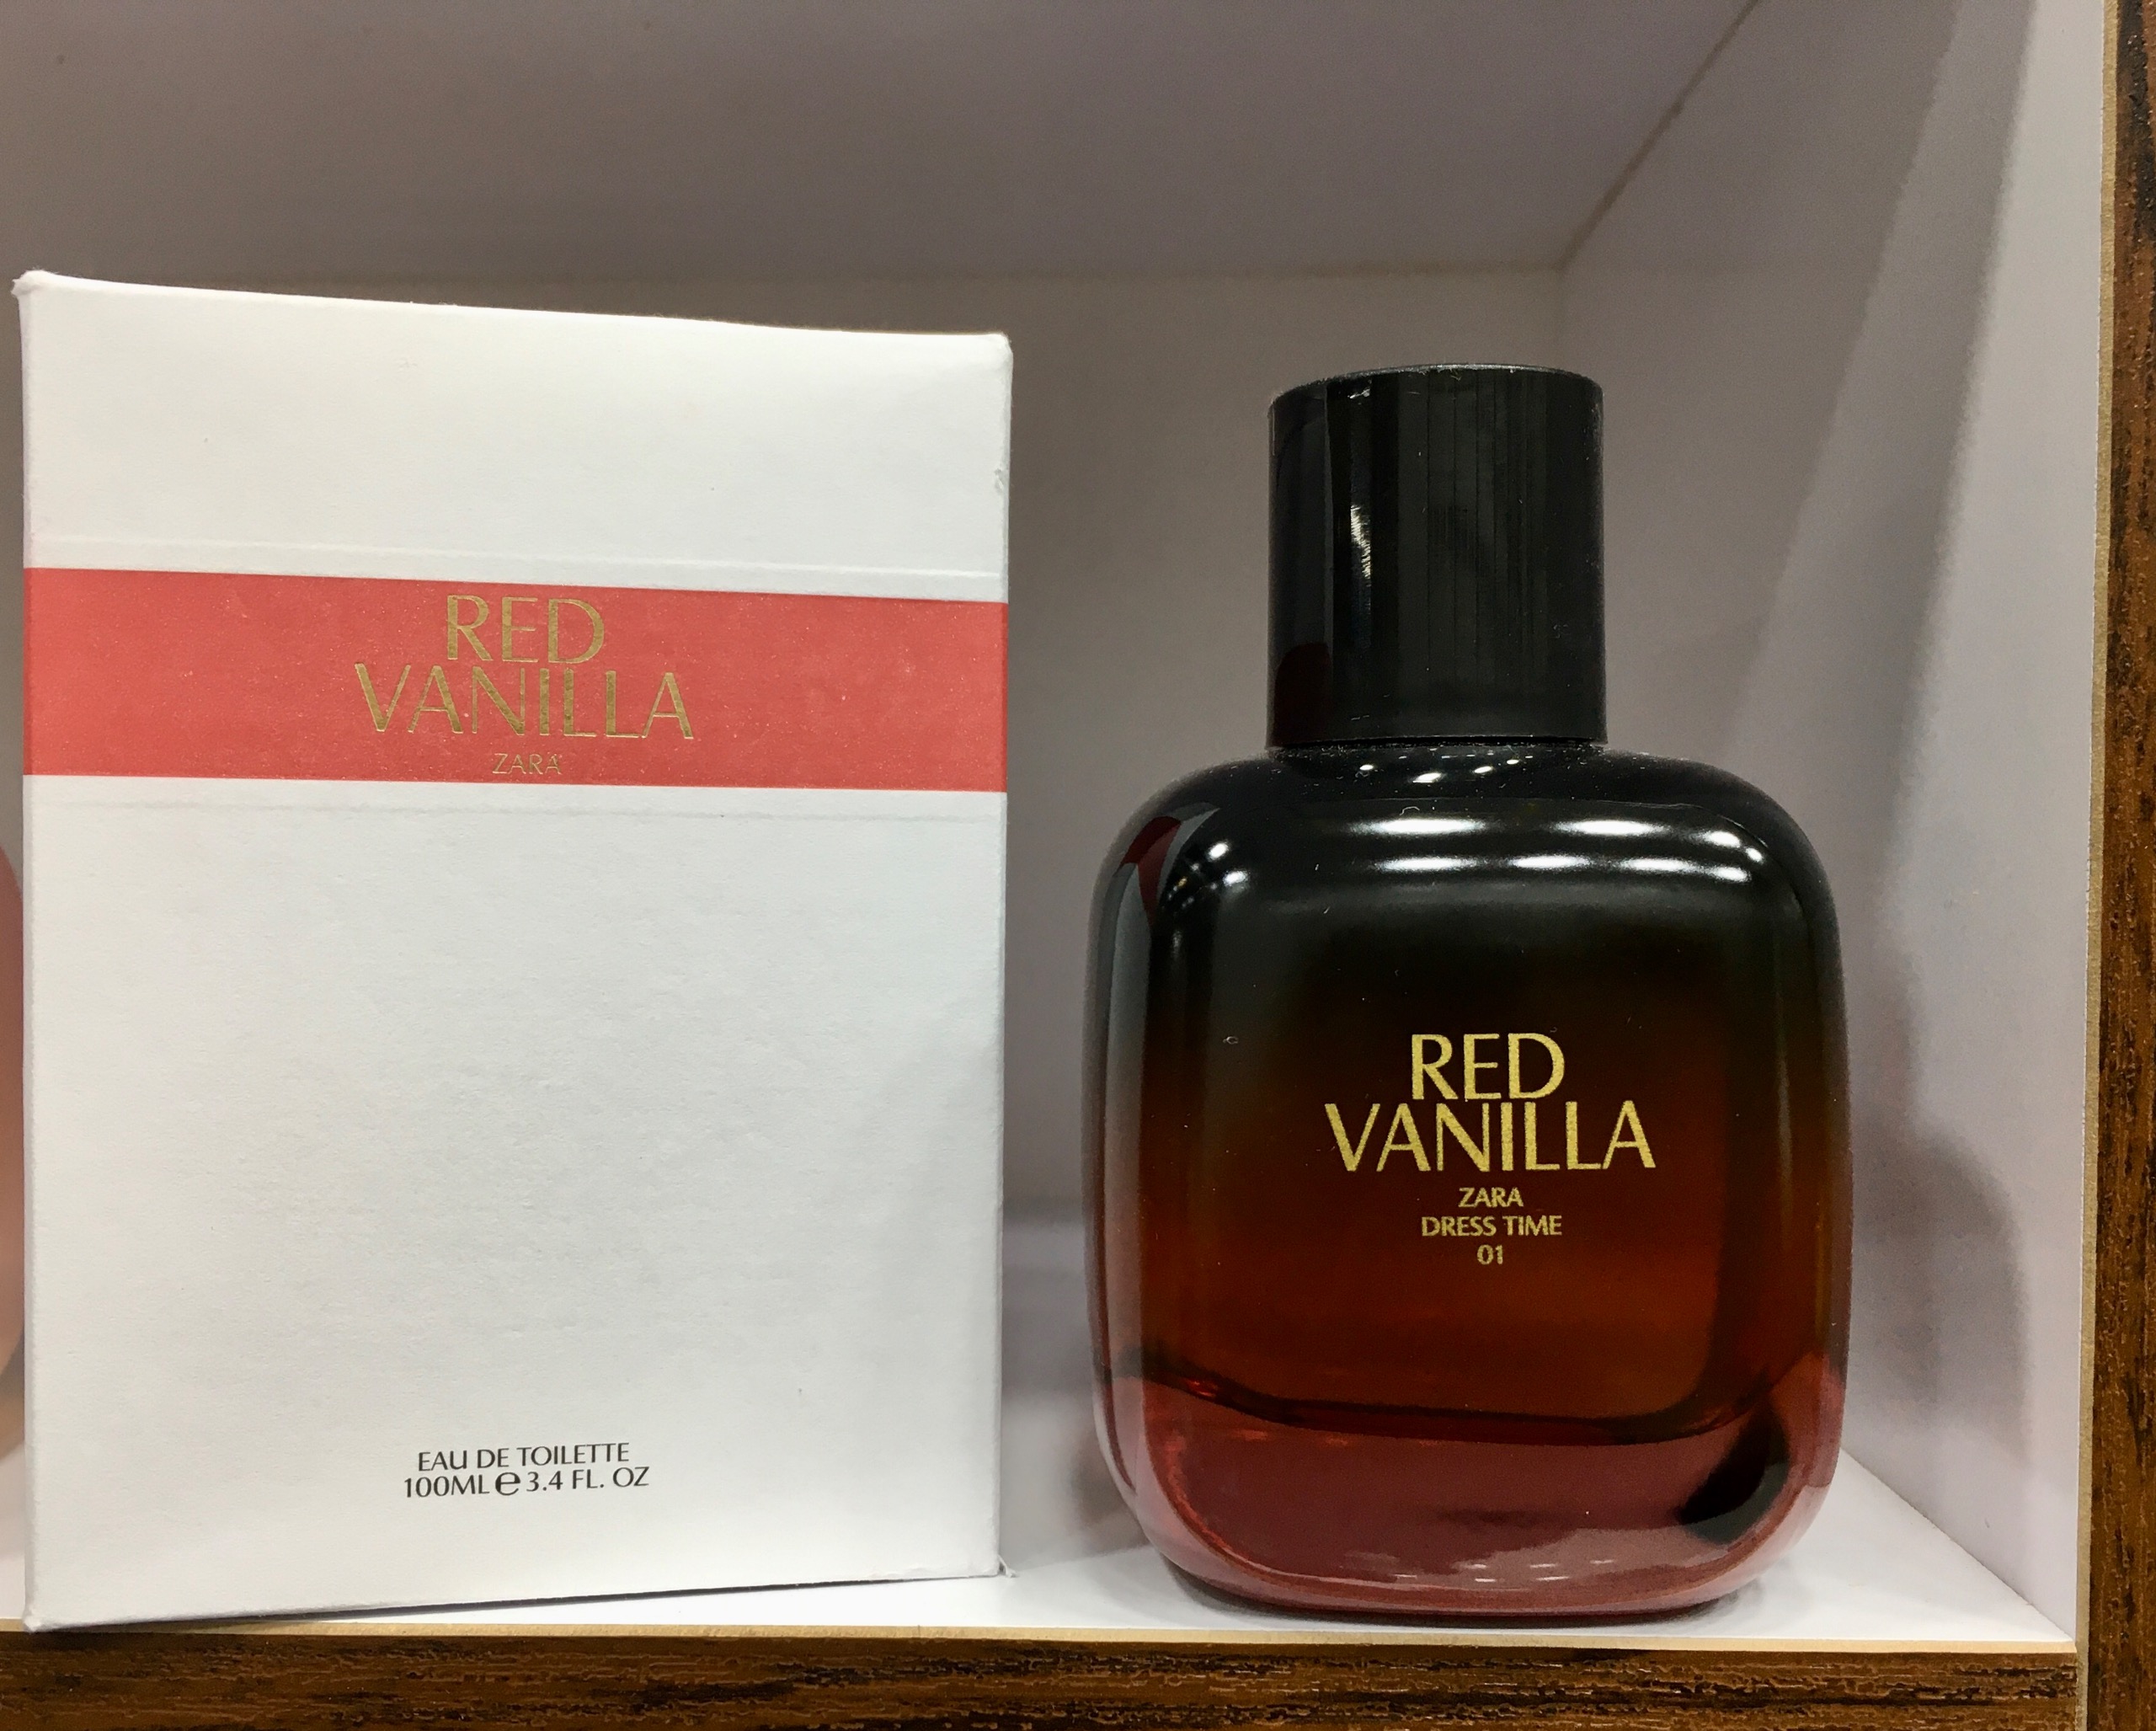 RED
VANILLA
ZARA
EAU DE TOILETTE
100ML e 3.4 FL. OZ
RED
VANILLA
ZARA
DRESS TIME
01